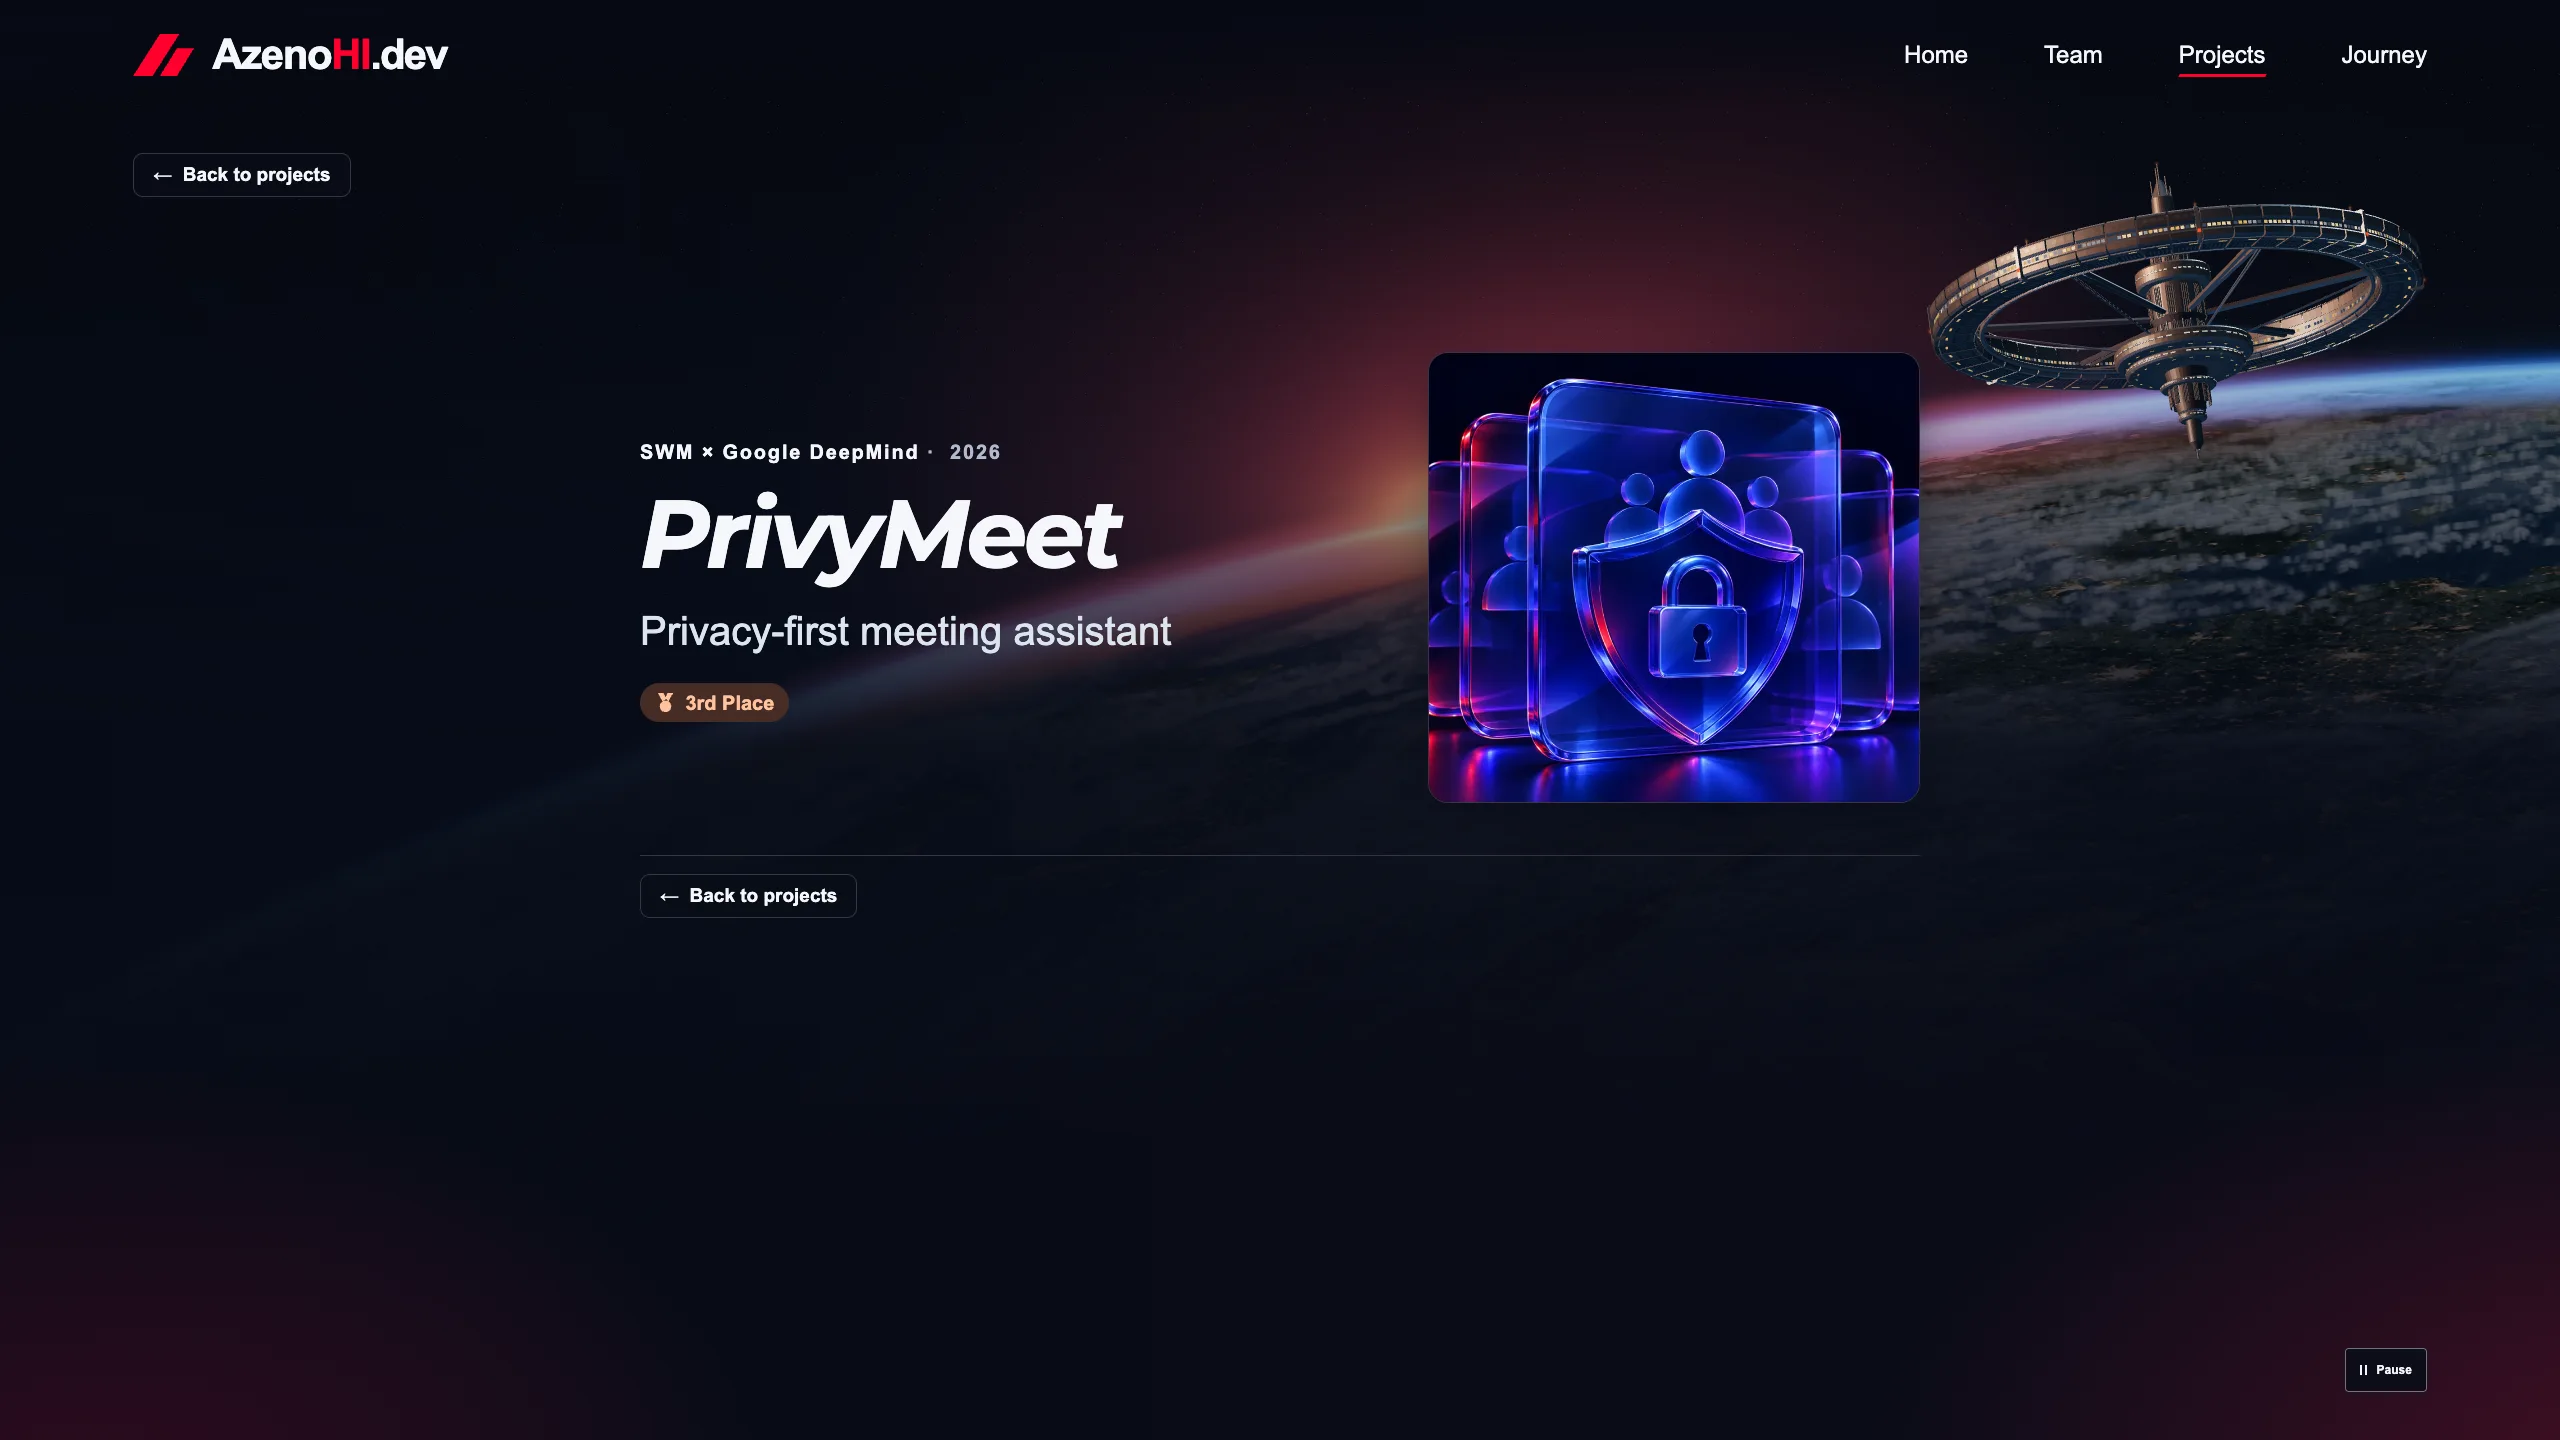 AzenoHI.dev
Home
Team
Projects
Journey
← Back to projects
SWM × Google DeepMind · 2026
PrivyMeet
Privacy-first meeting assistant
3rd Place
← Back to projects
Pause